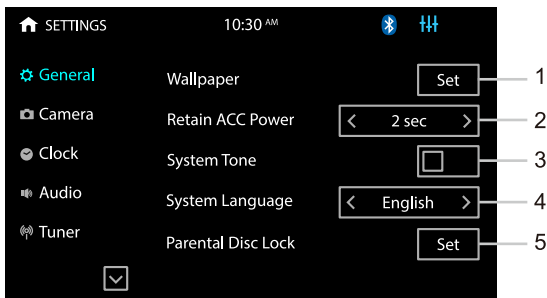 SETTINGS 10:30 AM
General Wallpaper Set 1
Camera Retain ACC Power < 2 sec > 2
Clock System Tone 3
Audio System Language < English > 4
Tuner Parental Disc Lock Set 5